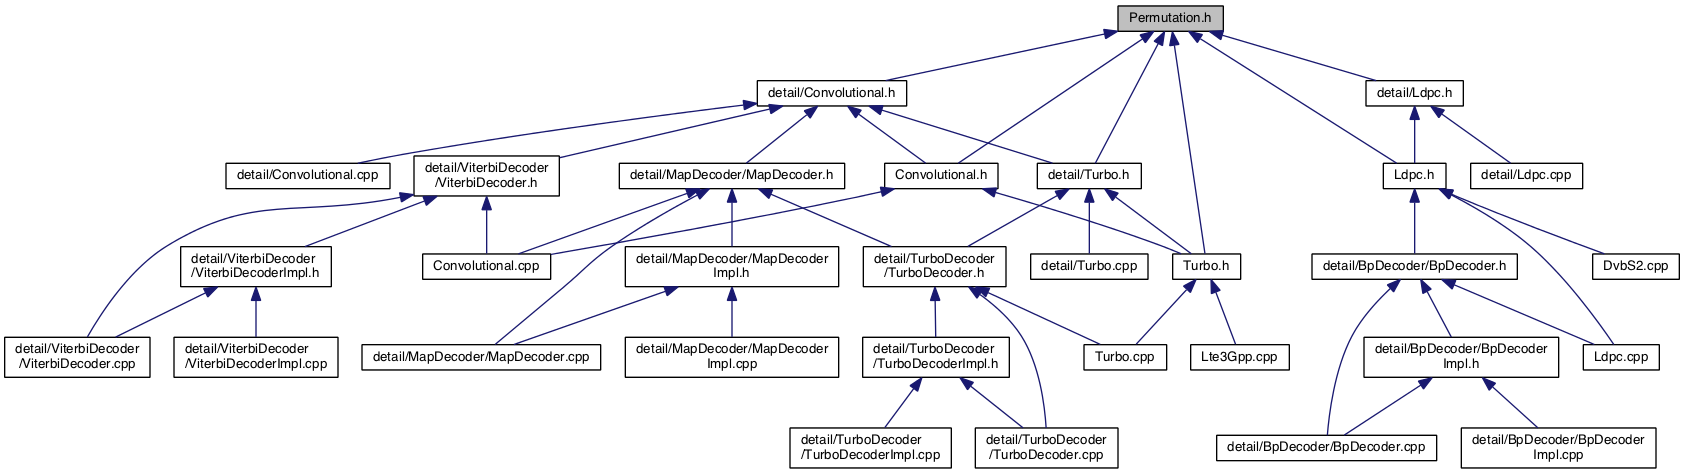 Permutation.h
detail/Convolutional.h
detail/Ldpc.h
detail/Convolutional.cpp
detail/ViterbiDecoder
/ViterbiDecoder.h
detail/MapDecoder/MapDecoder.h
Convolutional.h
detail/Turbo.h
Ldpc.h
detail/Ldpc.cpp
detail/ViterbiDecoder
/ViterbiDecoderImpl.h
Convolutional.cpp
detail/MapDecoder/MapDecoder
Impl.h
detail/TurboDecoder
/TurboDecoder.h
detail/Turbo.cpp
Turbo.h
detail/BpDecoder/BpDecoder.h
DvbS2.cpp
detail/ViterbiDecoder
/ViterbiDecoder.cpp
detail/ViterbiDecoder
/ViterbiDecoderImpl.cpp
detail/MapDecoder/MapDecoder.cpp
detail/MapDecoder/MapDecoder
Impl.cpp
detail/TurboDecoder
/TurboDecoderImpl.h
Turbo.cpp
Lte3Gpp.cpp
detail/BpDecoder/BpDecoder
Impl.h
Ldpc.cpp
detail/TurboDecoder
/TurboDecoderImpl.cpp
detail/TurboDecoder
/TurboDecoder.cpp
detail/BpDecoder/BpDecoder.cpp
detail/BpDecoder/BpDecoder
Impl.cpp